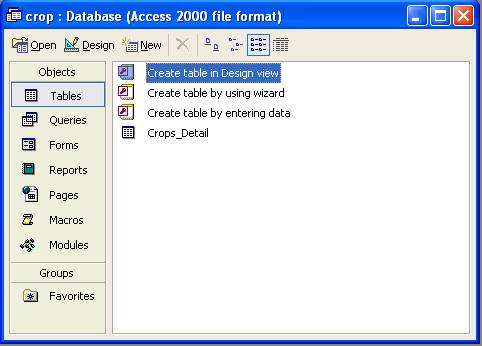 crop : Database (Access 2000 file format)
Open Design New
Objects
Tables
Queries
Forms
Reports
Pages
Macros
Modules
Groups
Favorites
Create table in Design view
Create table by using wizard
Create table by entering data
Crops_Detail